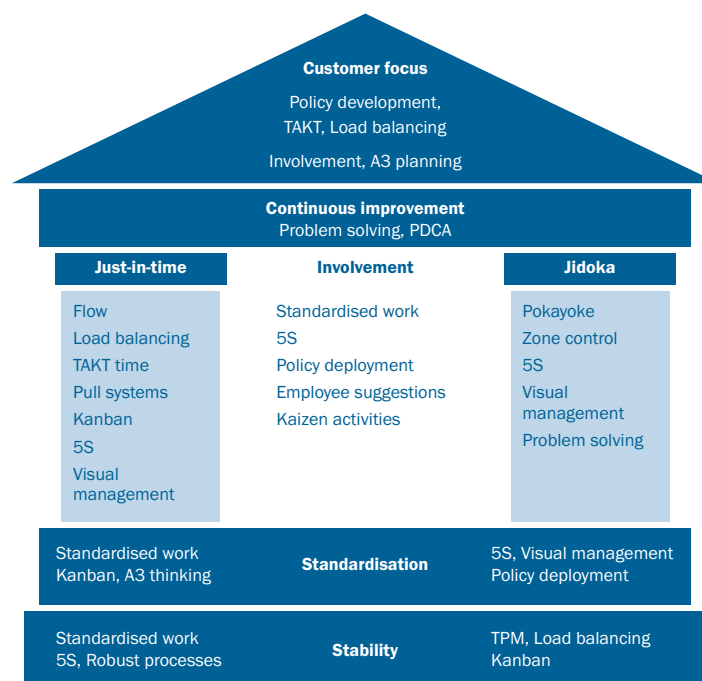 Customer focus
Policy development,
TAKT, Load balancing
Involvement, A3 planning
Continuous improvement
Problem solving, PDCA
Just-in-time
Flow
Load balancing
TAKT time
Pull systems
Kanban
5S
Visual
management
Involvement
Standardised work
5S
Policy deployment
Employee suggestions
Kaizen activities
Jidoka
Pokayoke
Zone control
5S
Visual
management
Problem solving
Standardised work
Kanban, A3 thinking
Standardisation
5S, Visual management
Policy deployment
Standardised work
5S, Robust processes
Stability
TPM, Load balancing
Kanban